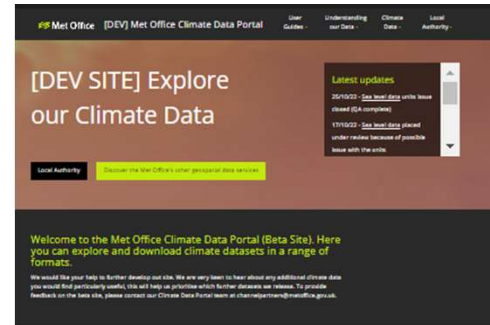 Met Office [DEV] Met Office Climate Data Portal
User Guides
Understanding our Data
Climate Data
Local Authority
[DEV SITE] Explore
our Climate Data
Latest updates
25/10/22 - Sea level data units issue
closed (QA complete)
17/10/22 - Sea level data placed
under review because of possible
issue with the units
Local Authority
Discover the Met Office's other geospatial data services
Welcome to the Met Office Climate Data Portal (Beta Site). Here
you can explore and download climate datasets in a range of
formats.
We would like your help to further develop out site. We are very keen to hear about any additional climate data
you would find particularly useful, this will help us prioritise which further datasets we release. To provide
feedback on the beta site, please contact our Climate Data Portal team at channelpartners@metoffice.gov.uk.